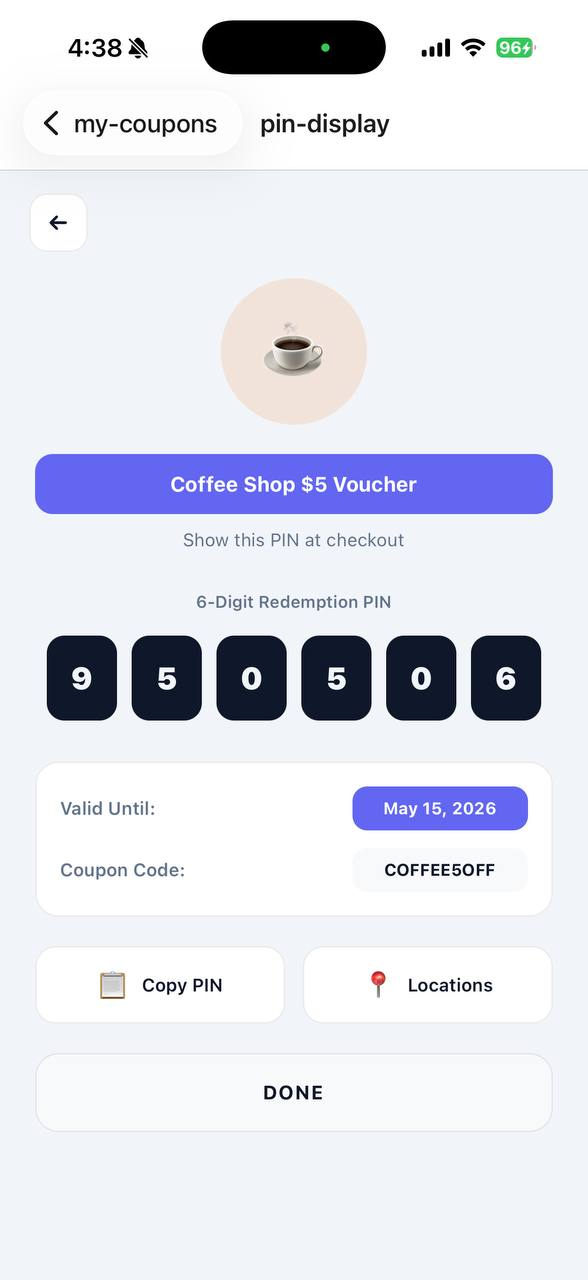 4:38
96
my-coupons pin-display
Coffee Shop $5 Voucher
Show this PIN at checkout
6-Digit Redemption PIN
9 5 0 5 0 6
Valid Until: May 15, 2026
Coupon Code: COFFEE5OFF
Copy PIN Locations
DONE